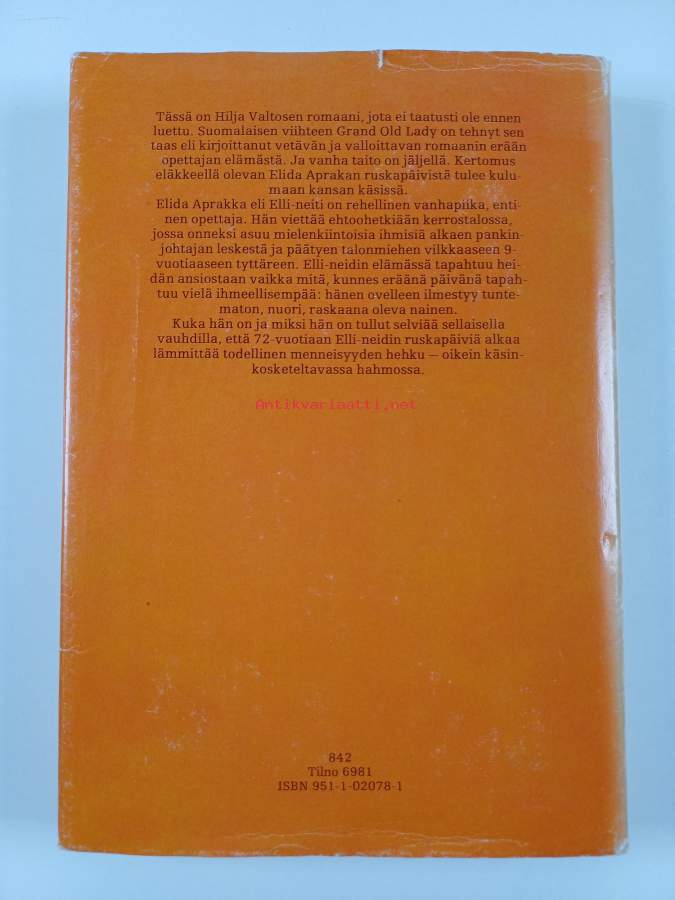 Tässä on Hilja Valtosen romaani, jota ei taatusti ole ennen
luettu. Suomalaisen viihteen Grand Old Lady on tehnyt sen
taas eli kirjoittanut vetävän ja valloittavan romaanin erään
opettajan elämästä. Ja vanha taito on jäljellä. Kertomus
eläkkeellä olevan Elida Aprakan ruskapäivistä tulee kulu-
maan kansan käsissä.
Elida Aprakka eli Elli-neiti on rehellinen vanhapiika, enti-
nen opettaja. Hän viettää ehtoohetkiään kerrostalossa,
jossa onneksi asuu mielenkiintoisia ihmisiä alkaen pankin-
johtajan leskestä ja päätyen talonmiehen vilkkaaseen 9-
vuotiaaseen tyttäreen. Elli-neidin elämässä tapahtuu hei-
dän ansiostaan vaikka mitä, kunnes eräänä päivänä tapah-
tuu vielä ihmeellisempää: hänen ovelleen ilmestyy tunte-
maton, nuori, raskaana oleva nainen.
Kuka hän on ja miksi hän on tullut selviää sellaisella
vauhdilla, että 72-vuotiaan Elli-neidin ruskapäiviä alkaa
lämmittää todellinen menneisyyden hehku — oikein käsin-
kosketeltavassa hahmossa.
Antikvariaatti.net
842
Tilno 6981
ISBN 951-1-02078-1